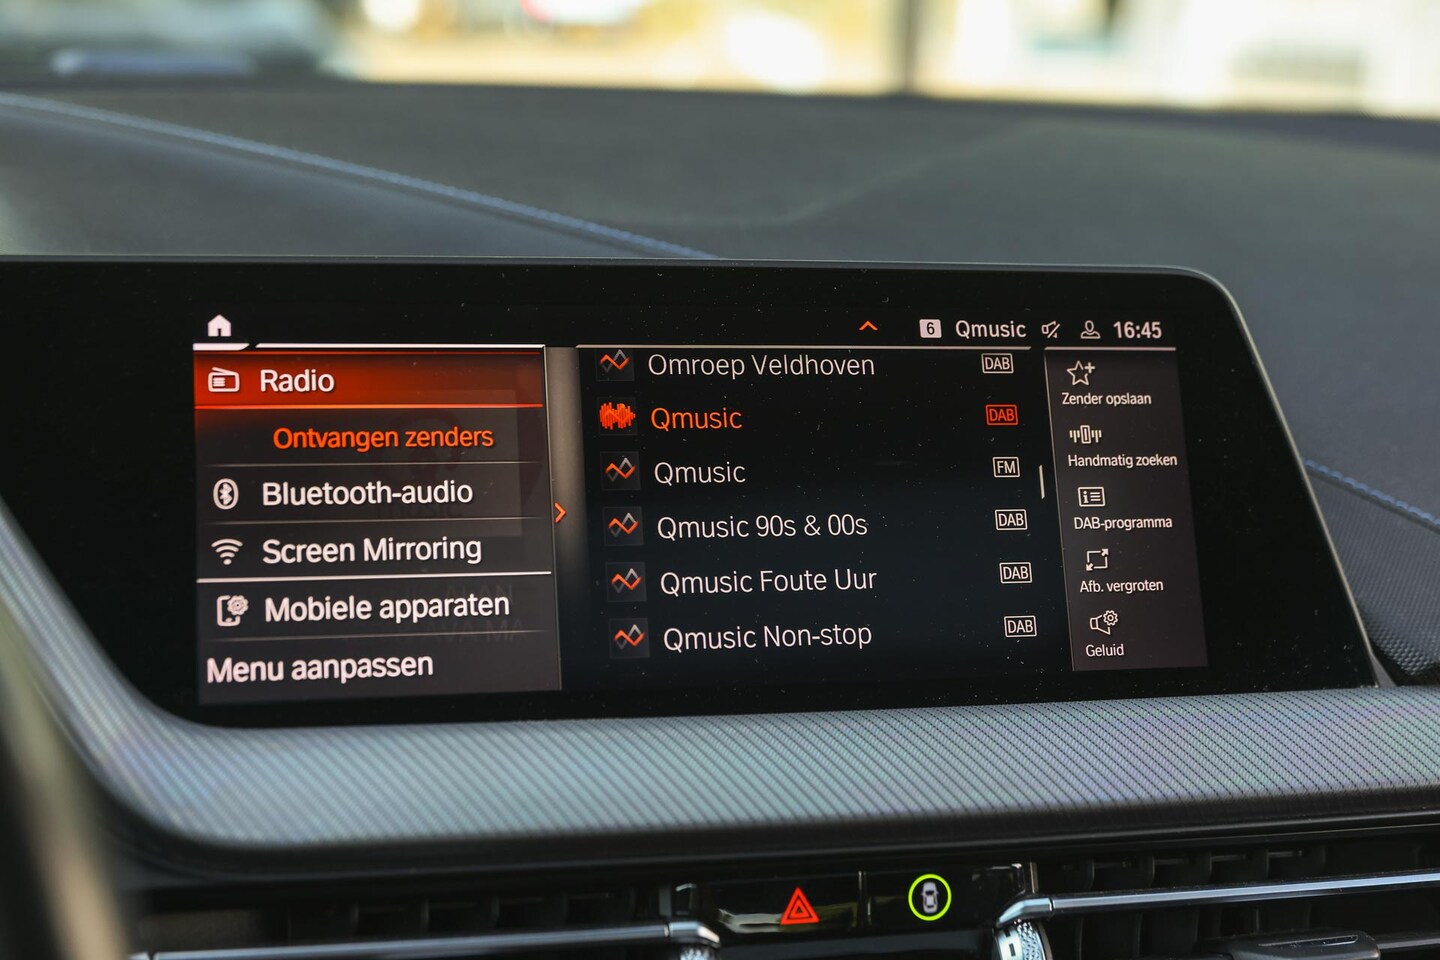 6 Qmusic 16:45
Radio
Ontvangen zenders
Bluetooth-audio
Screen Mirroring
Mobiele apparaten
Menu aanpassen
Omroep Veldhoven DAB
Qmusic DAB
Qmusic FM
Qmusic 90s & 00s DAB
Qmusic Foute Uur DAB
Qmusic Non-stop DAB
Zender opslaan
Handmatig zoeken
DAB-programma
Afb. vergroten
Geluid